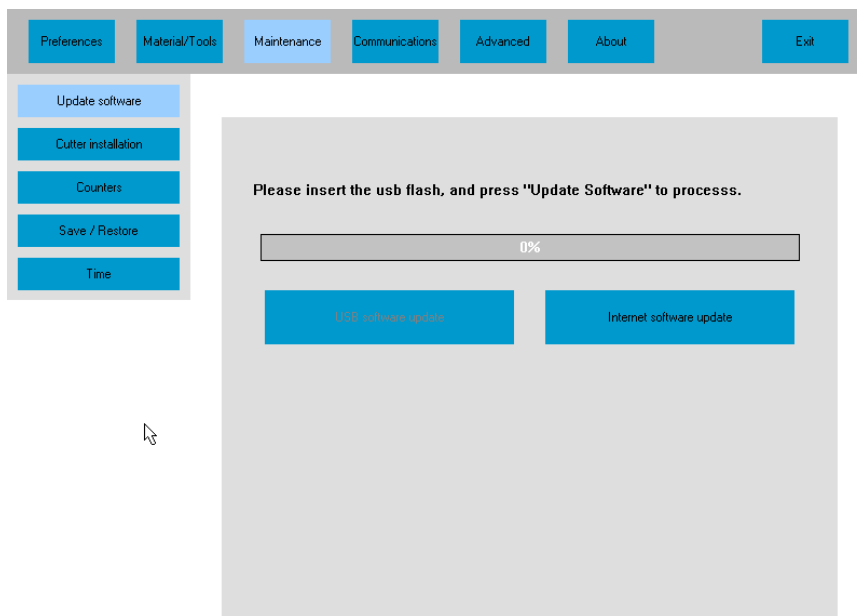 Preferences
Material/Tools
Maintenance
Communications
Advanced
About
Exit
Update software
Cutter installation
Counters
Save / Restore
Time
Please insert the usb flash, and press "Update Software" to processs.
0%
USB software update
Internet software update